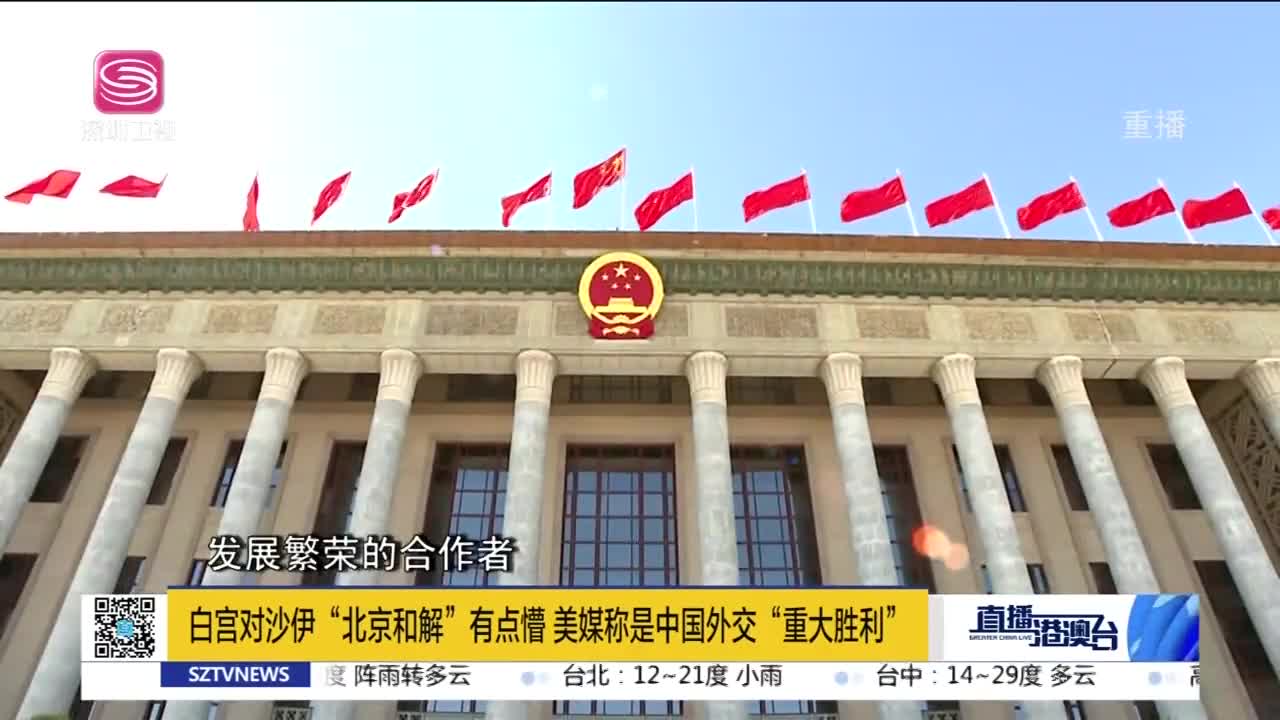 深圳卫视
重播
发展繁荣的合作者
白宫对沙伊“北京和解”有点懵 美媒称是中国外交“重大胜利”
直播港澳台
GREATER CHINA LIVE
SZTVNEWS
度 阵雨转多云 台北：12~21度 小雨 台中：14~29度 多云